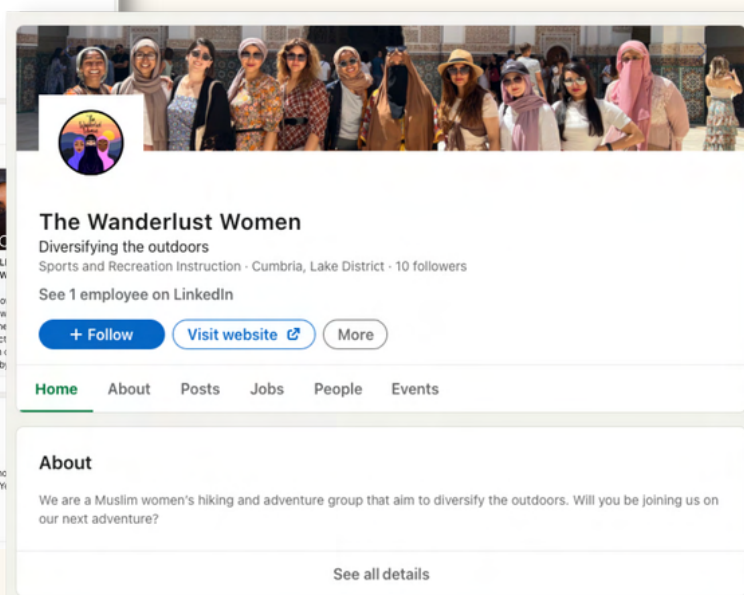 The Wanderlust Women
Diversifying the outdoors
Sports and Recreation Instruction · Cumbria, Lake District · 10 followers
See 1 employee on LinkedIn
+ Follow
Visit website
More
Home
About
Posts
Jobs
People
Events
About
We are a Muslim women's hiking and adventure group that aim to diversify the outdoors. Will you be joining us on
our next adventure?
See all details